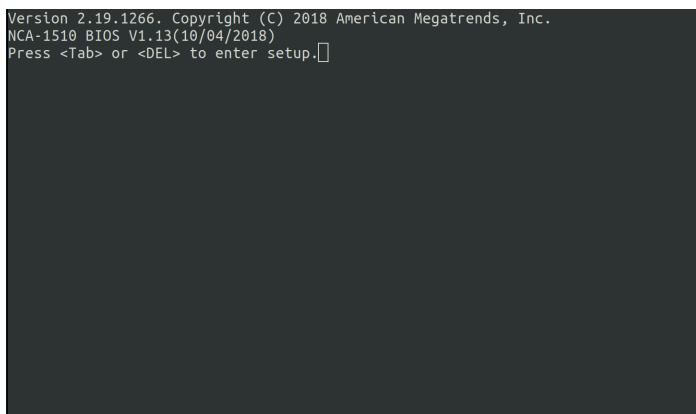 Version 2.19.1266. Copyright (C) 2018 American Megatrends, Inc.
NCA-1510 BIOS V1.13(10/04/2018)
Press <Tab> or <DEL> to enter setup.